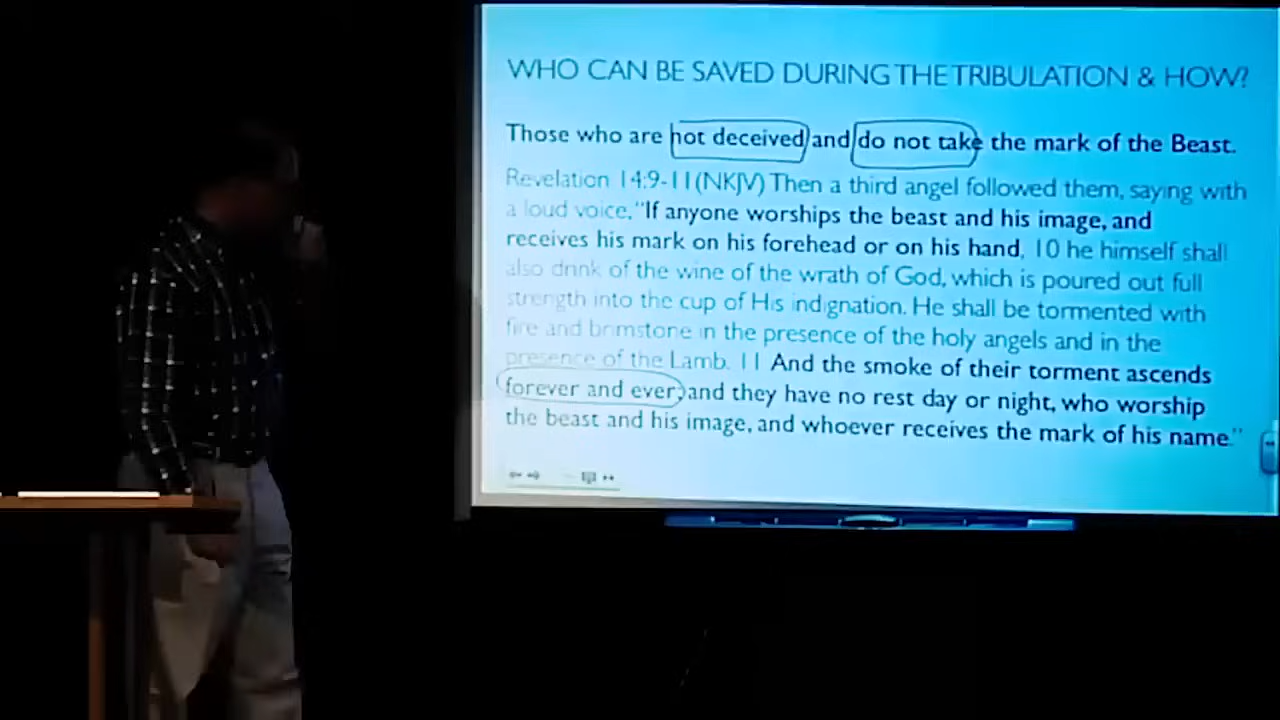 WHO CAN BE SAVED DURING THE TRIBULATION & HOW?
Those who are not deceived and do not take the mark of the Beast.
Revelation 14:9-11(NKJV) Then a third angel followed them, saying with
a loud voice, "If anyone worships the beast and his image, and
receives his mark on his forehead or on his hand, 10 he himself shall
also drink of the wine of the wrath of God, which is poured out full
strength into the cup of His indignation. He shall be tormented with
fire and brimstone in the presence of the holy angels and in the
presence of the Lamb. 11 And the smoke of their torment ascends
forever and ever; and they have no rest day or night, who worship
the beast and his image, and whoever receives the mark of his name."